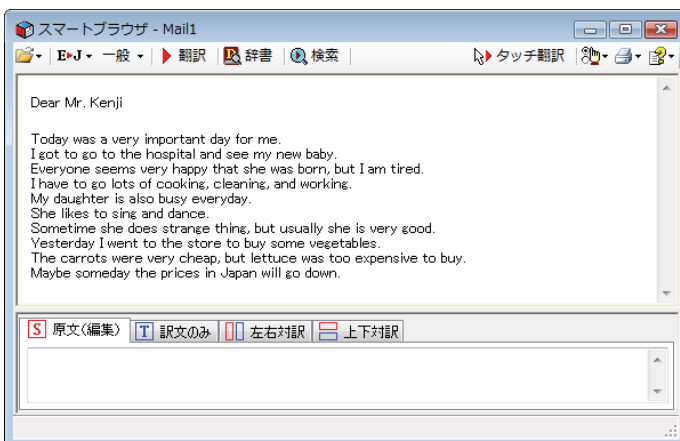 スマートブラウザ - Mail1
E▸J 一般 翻訳 辞書 検索 タッチ翻訳
Dear Mr. Kenji
Today was a very important day for me.
I got to go to the hospital and see my new baby.
Everyone seems very happy that she was born, but I am tired.
I have to go lots of cooking, cleaning, and working.
My daughter is also busy everyday.
She likes to sing and dance.
Sometime she does strange thing, but usually she is very good.
Yesterday I went to the store to buy some vegetables.
The carrots were very cheap, but lettuce was too expensive to buy.
Maybe someday the prices in Japan will go down.
S 原文(編集) T 訳文のみ 左右対訳 上下対訳